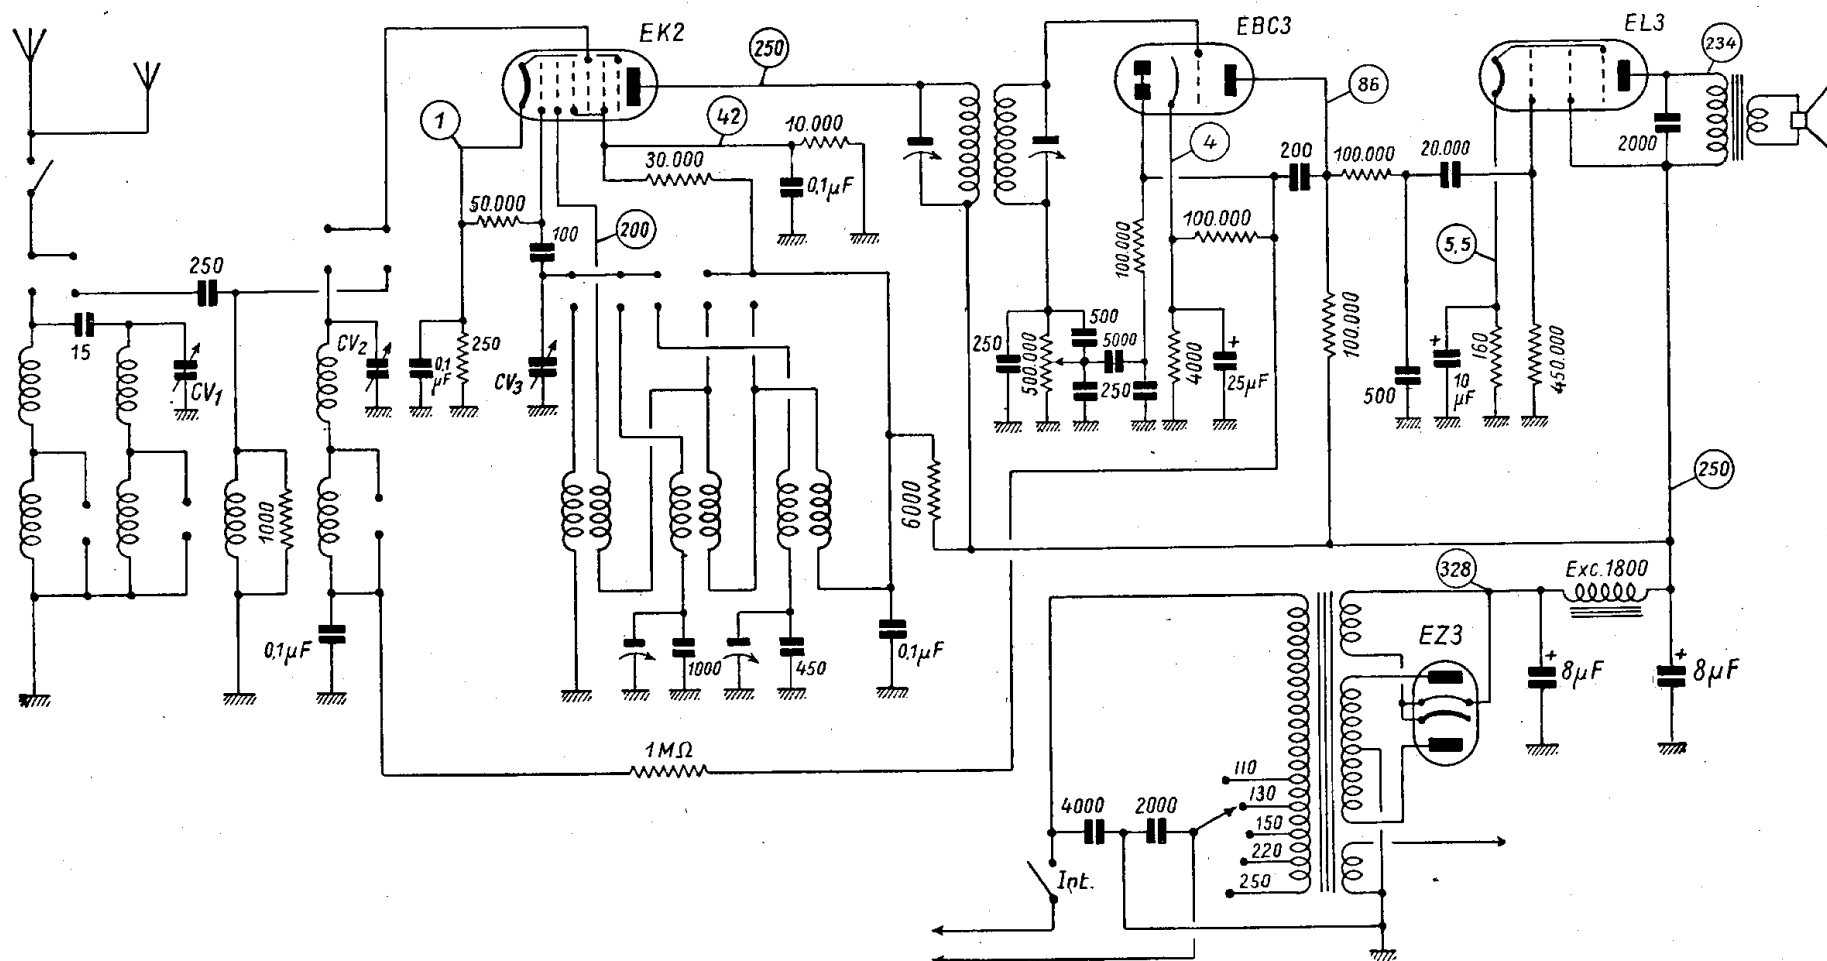 EK2
EBC3
EL3
250
234
86
1
42
10.000
4
200
100.000
20.000
2000
30.000
0,1µF
50.000
100
200
100.000
100.000
5,5
250
15
CV1
CV2
0,1
µF
250
CV3
500
5000
250
500.000
250
4000
+
25µF
100.000
500
+
10
µF
160
450.000
1000
6000
250
328
Exc.1800
EZ3
0,1µF
1000
450
0,1µF
+
8µF
+
8µF
1MΩ
110
130
150
220
250
4000
2000
Int.